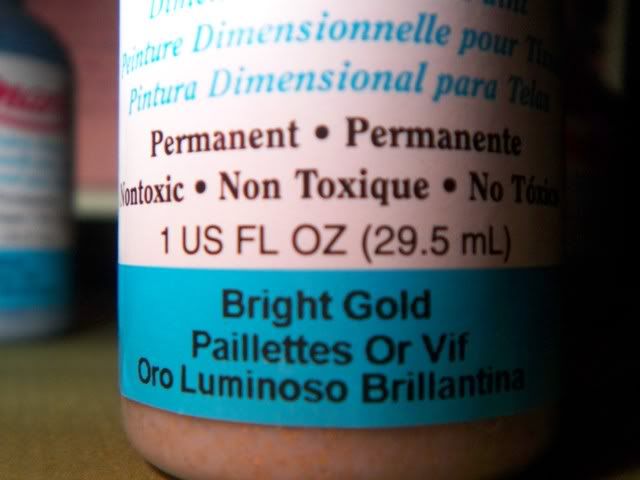 Peinture Dimensionnelle pour
Pintura Dimensional para Telas
Permanent • Permanente
Nontoxic • Non Toxique • No Tóxico
1 US FL OZ (29.5 mL)
Bright Gold
Paillettes Or Vif
Oro Luminoso Brillantina